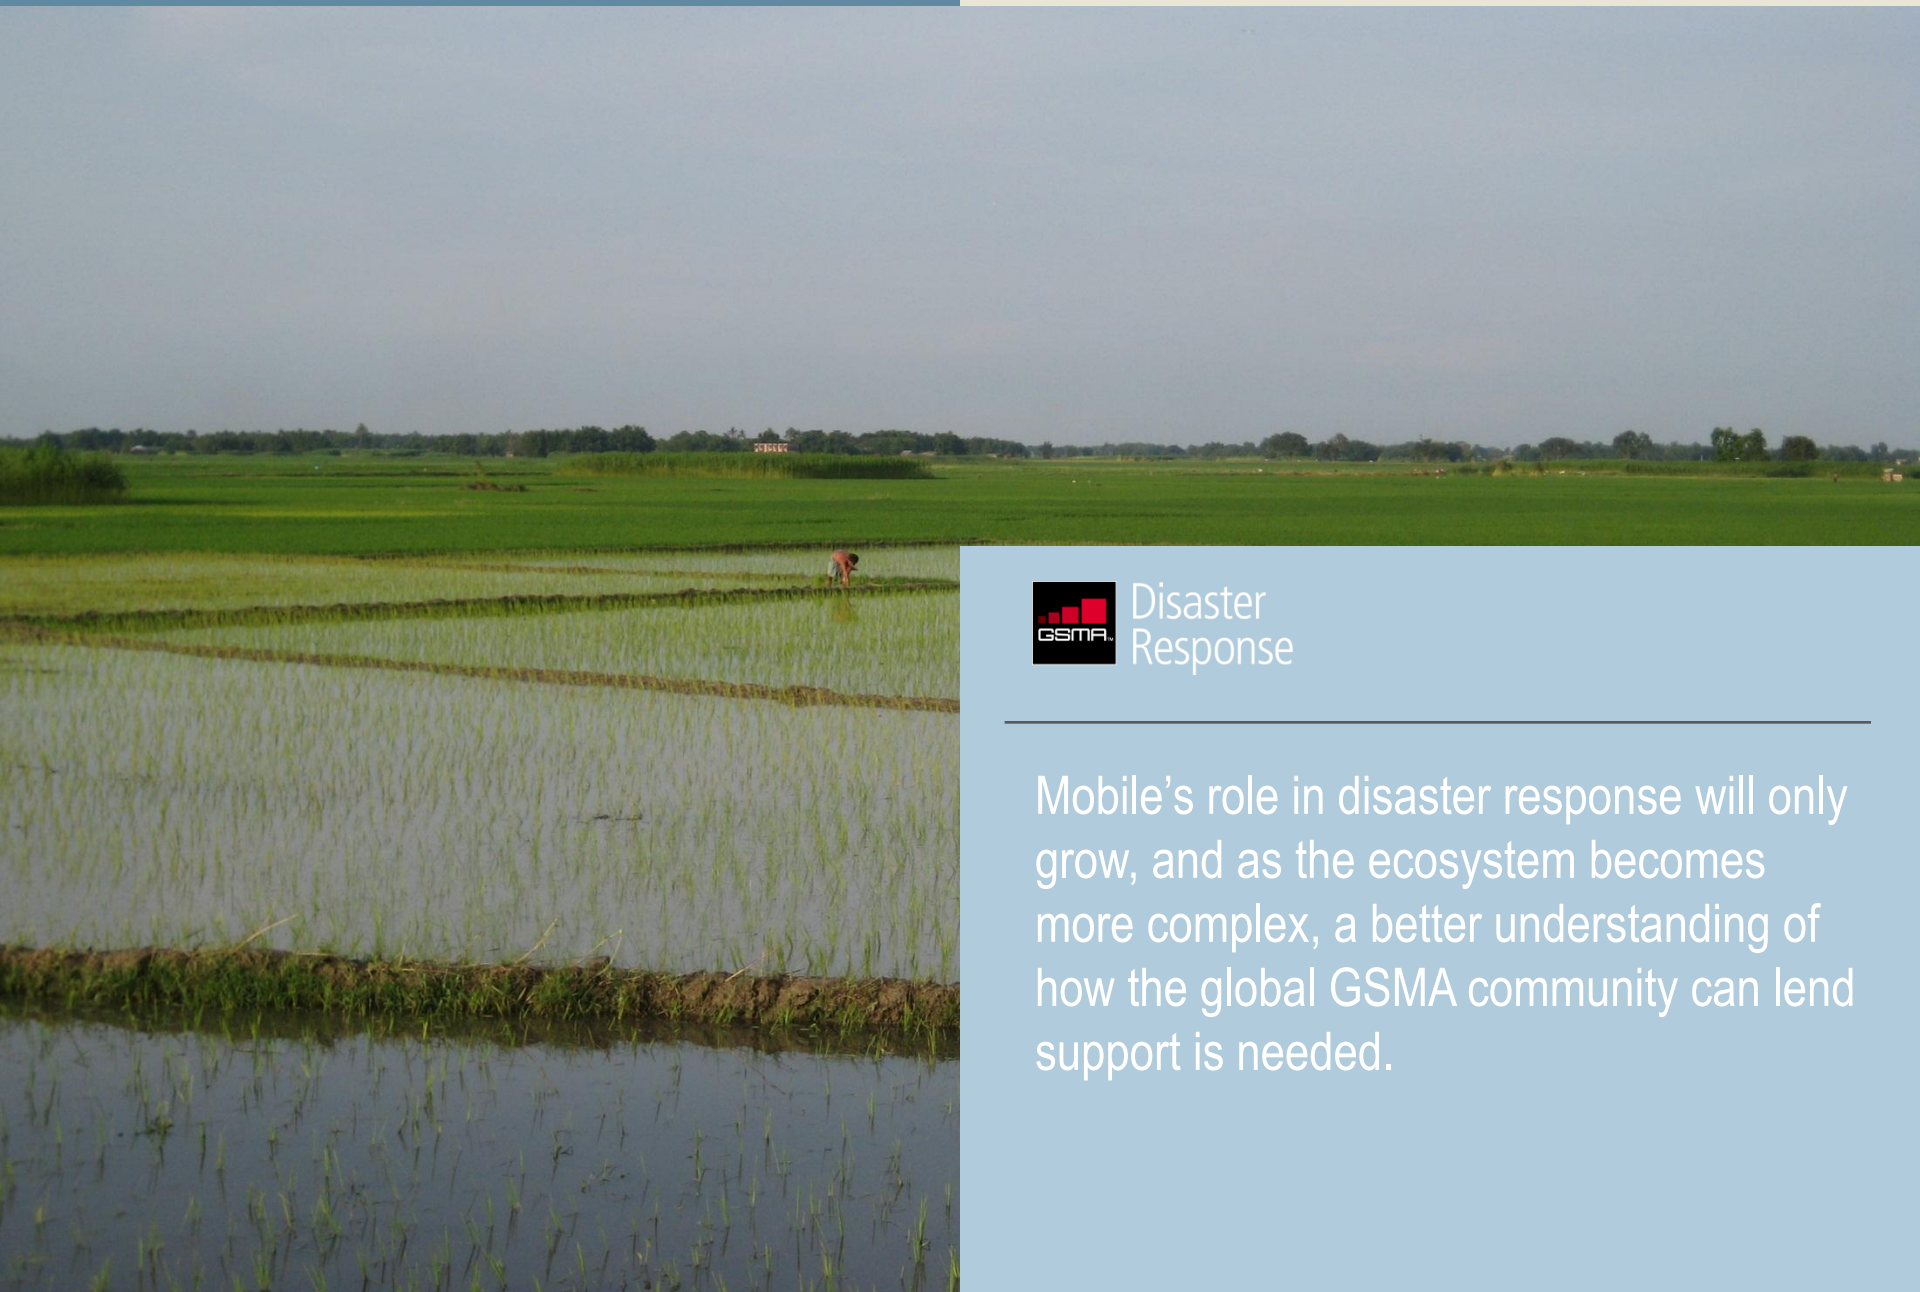 GSMA™
Disaster
Response
Mobile’s role in disaster response will only
grow, and as the ecosystem becomes
more complex, a better understanding of
how the global GSMA community can lend
support is needed.